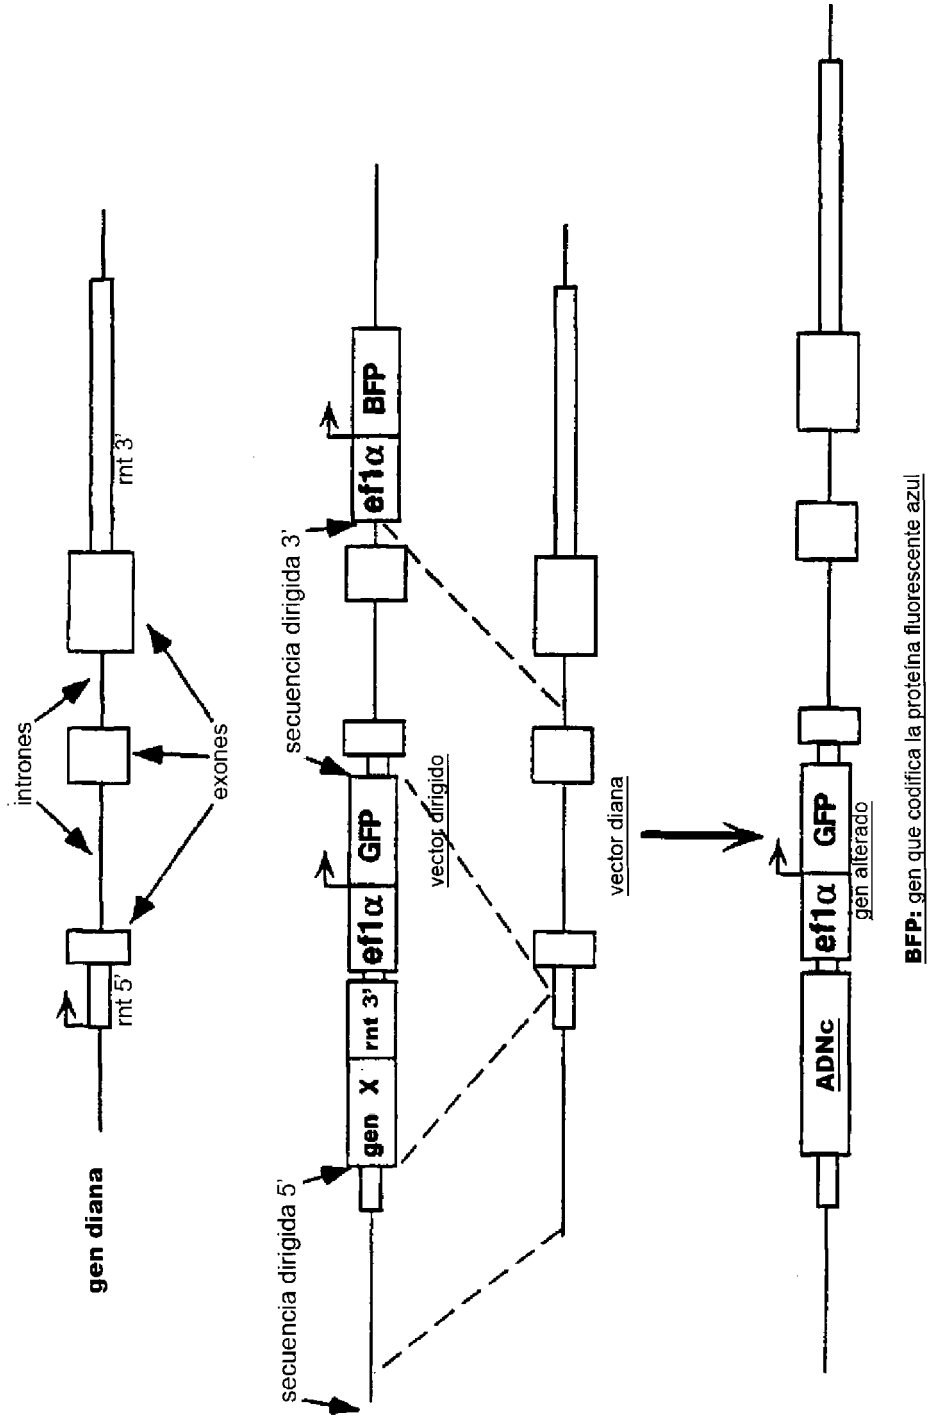 gen diana
rnt 5'
intrones
exones
rnt 3'
secuencia dirigida 5'
secuencia dirigida 3'
gen X
rnt 3'
ef1α
GFP
ef1α
BFP
vector dirigido
vector diana
ADNc
ef1α
GFP
gen alterado
BFP: gen que codifica la proteína fluorescente azul